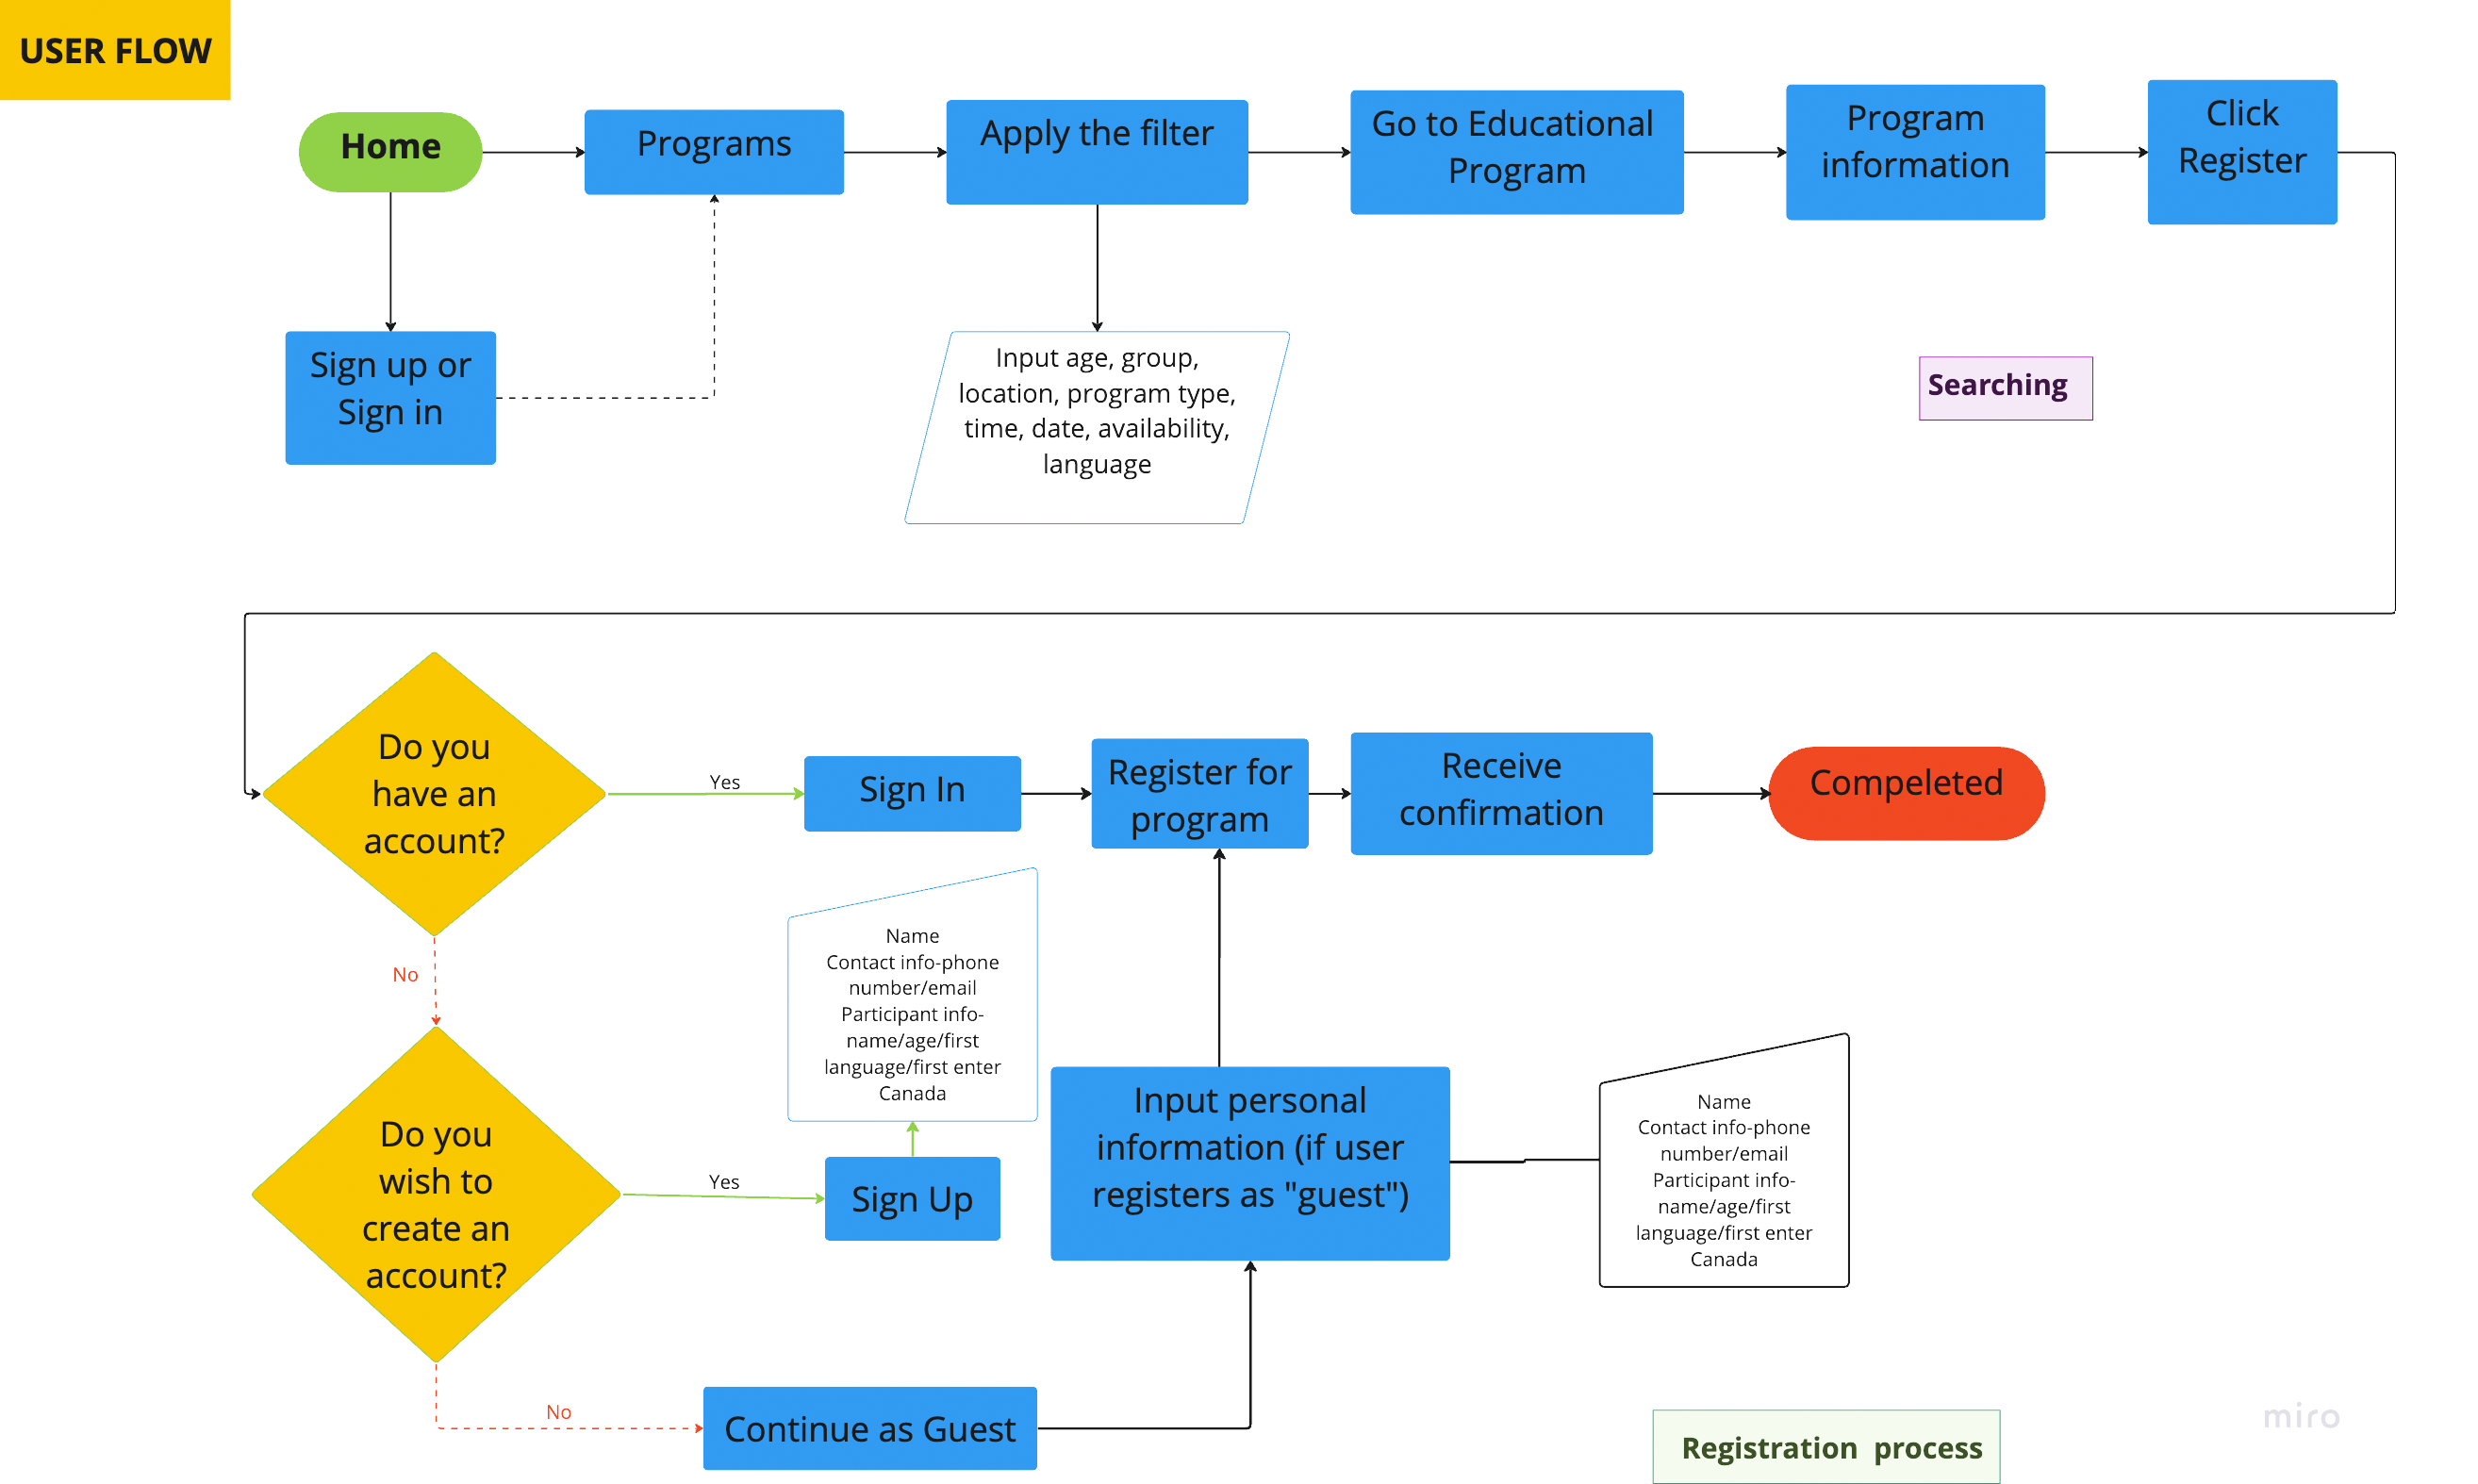 USER FLOW
Home
Programs
Apply the filter
Go to Educational
Program
Program
information
Click
Register
Sign up or
Sign in
Input age, group,
location, program type,
time, date, availability,
language
Searching
Do you
have an
account?
Yes
Sign In
Register for
program
Receive
confirmation
Compeleted
No
Name
Contact info-phone
number/email
Participant info-
name/age/first
language/first enter
Canada
Do you
wish to
create an
account?
Yes
Sign Up
Input personal
information (if user
registers as "guest")
Name
Contact info-phone
number/email
Participant info-
name/age/first
language/first enter
Canada
No
Continue as Guest
Registration process
miro